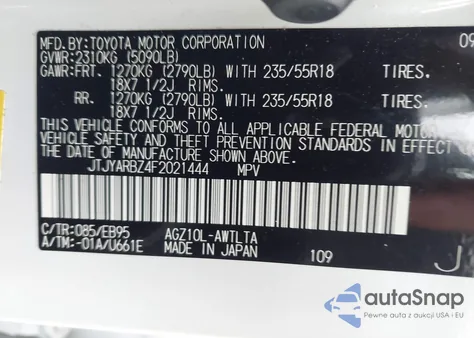 MFD.BY:TOYOTA MOTOR CORPORATION 09
GVWR:2310KG (5090LB)
GAWR:FRT. 1270KG (2790LB) WITH 235/55R18 TIRES.
18X7 1/2J RIMS.
RR. 1270KG (2790LB) WITH 235/55R18 TIRES.
18X7 1/2J RIMS.
THIS VEHICLE CONFORMS TO ALL APPLICABLE FEDERAL MOTOR
VEHICLE SAFETY AND THEFT PREVENTION STANDARDS IN EFFECT
THE DATE OF MANUFACTURE SHOWN ABOVE.
JTJYARBZ4F2021444 MPV
C/TR:085/EB95 AGZ10L-AWTLTA
A/TM:-01A/U661E MADE IN JAPAN 109
J
autoSnap
Pewne auta z aukcji USA i EU